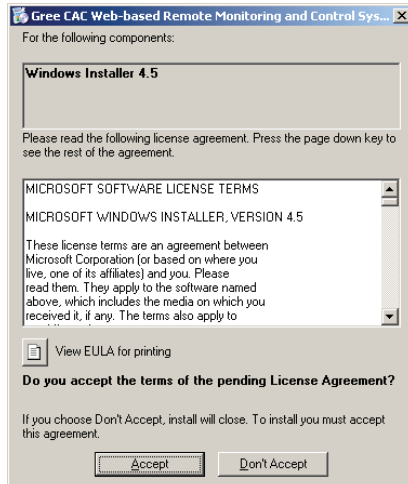 Gree CAC Web-based Remote Monitoring and Control Sys...
For the following components:
Windows Installer 4.5
Please read the following license agreement. Press the page down key to
see the rest of the agreement.
MICROSOFT SOFTWARE LICENSE TERMS
MICROSOFT WINDOWS INSTALLER, VERSION 4.5
These license terms are an agreement between
Microsoft Corporation (or based on where you
live, one of its affiliates) and you. Please
read them. They apply to the software named
above, which includes the media on which you
received it, if any. The terms also apply to
View EULA for printing
Do you accept the terms of the pending License Agreement?
If you choose Don't Accept, install will close. To install you must accept
this agreement.
Accept
Don't Accept